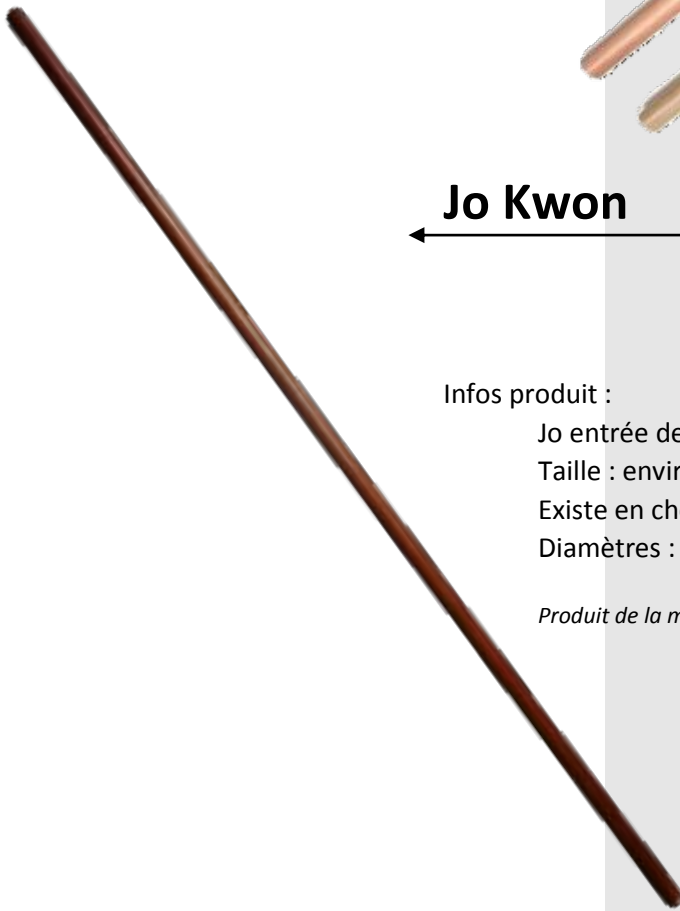 Jo Kwon
Infos produit :
Jo entrée de
Taille : envir
Existe en ch
Diamètres :
Produit de la m